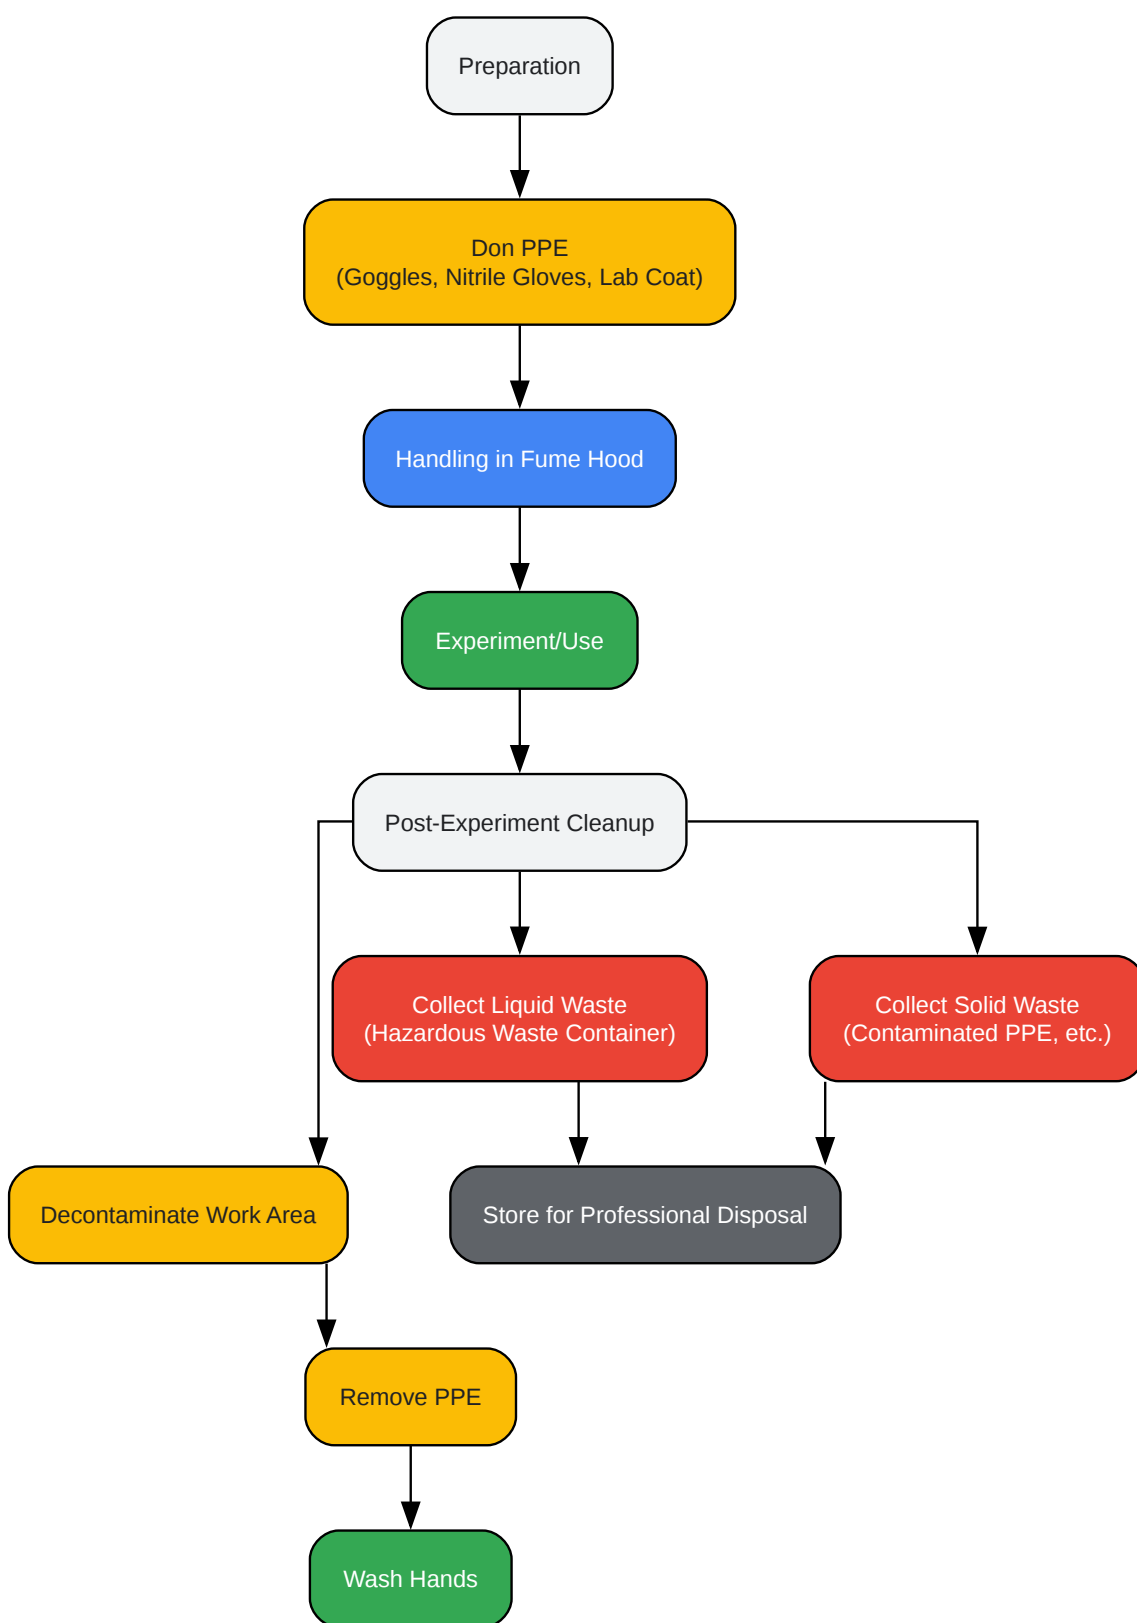 Preparation
Don PPE
(Goggles, Nitrile Gloves, Lab Coat)
Handling in Fume Hood
Experiment/Use
Post-Experiment Cleanup
Collect Liquid Waste
(Hazardous Waste Container)
Collect Solid Waste
(Contaminated PPE, etc.)
Decontaminate Work Area
Store for Professional Disposal
Remove PPE
Wash Hands